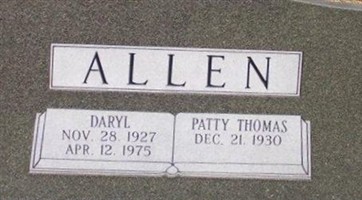 ALLEN
DARYL
NOV. 28. 1927
APR. 12. 1975
PATTY THOMAS
DEC. 21. 1930